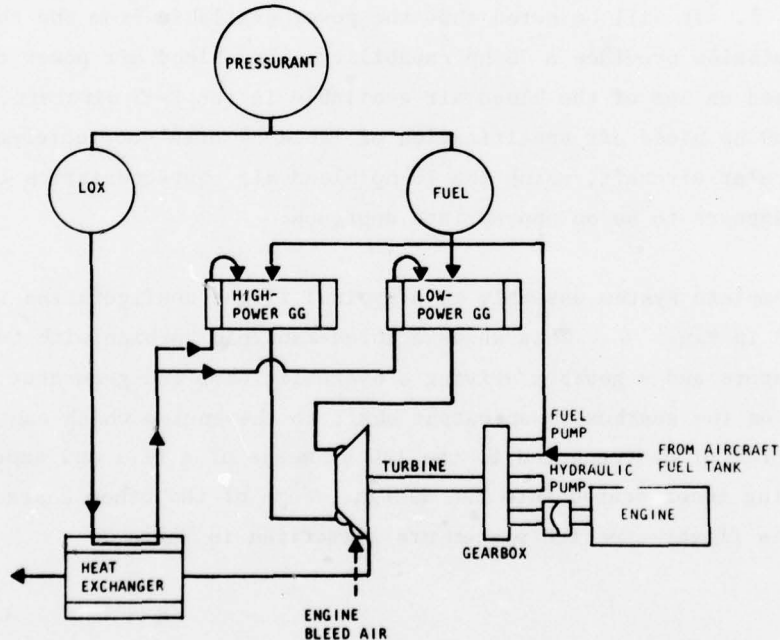 PRESSURANT
LOX
FUEL
HIGH-
POWER GG
LOW-
POWER GG
FUEL
PUMP
FROM AIRCRAFT
FUEL TANK
TURBINE
HYDRAULIC
PUMP
ENGINE
GEARBOX
HEAT
EXCHANGER
ENGINE
BLEED AIR